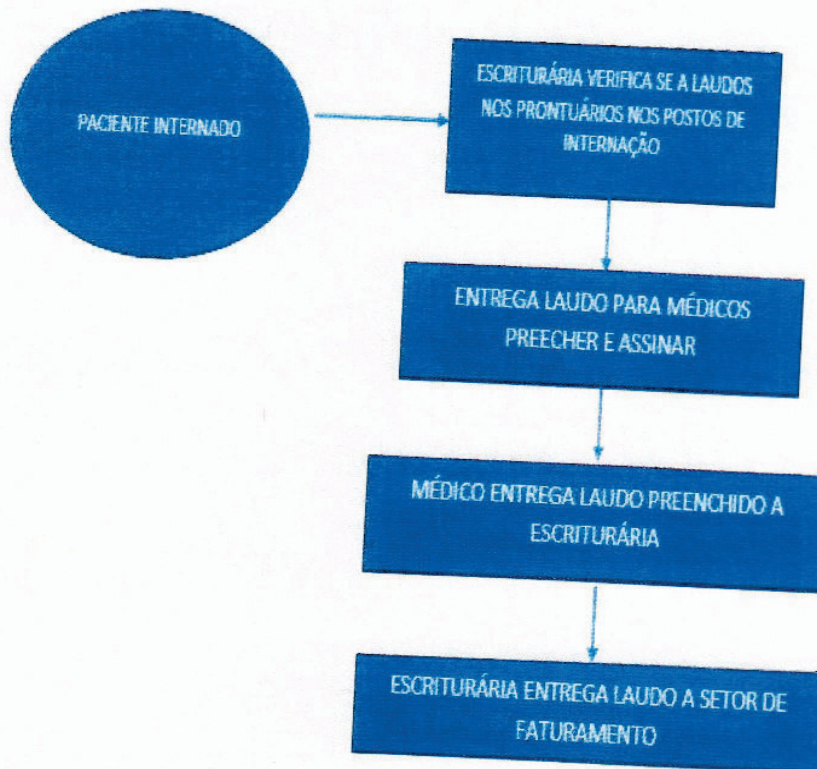 PACIENTE INTERNADO
ESCRITURÁRIA VERIFICA SE A LAUDOS
NOS PRONTUÁRIOS NOS POSTOS DE
INTERNAÇÃO
ENTREGA LAUDO PARA MÉDICOS
PREECHER E ASSINAR
MÉDICO ENTREGA LAUDO PREENCHIDO A
ESCRITURÁRIA
ESCRITURÁRIA ENTREGA LAUDO A SETOR DE
FATURAMENTO